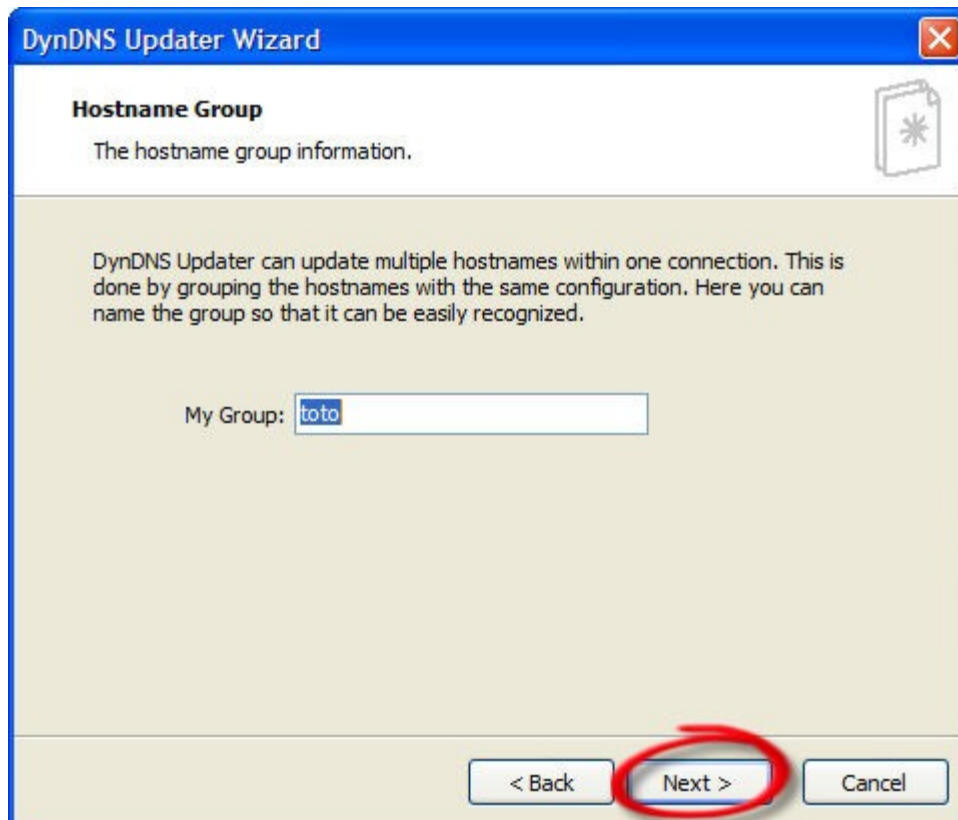 DynDNS Updater Wizard
Hostname Group
The hostname group information.
DynDNS Updater can update multiple hostnames within one connection. This is
done by grouping the hostnames with the same configuration. Here you can
name the group so that it can be easily recognized.
My Group: toto
< Back Next > Cancel